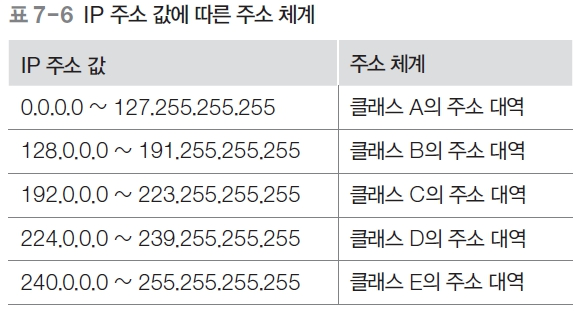 표 7-6 IP 주소 값에 따른 주소 체계
IP 주소 값 주소 체계
0.0.0.0 ~ 127.255.255.255 클래스 A의 주소 대역
128.0.0.0 ~ 191.255.255.255 클래스 B의 주소 대역
192.0.0.0 ~ 223.255.255.255 클래스 C의 주소 대역
224.0.0.0 ~ 239.255.255.255 클래스 D의 주소 대역
240.0.0.0 ~ 255.255.255.255 클래스 E의 주소 대역